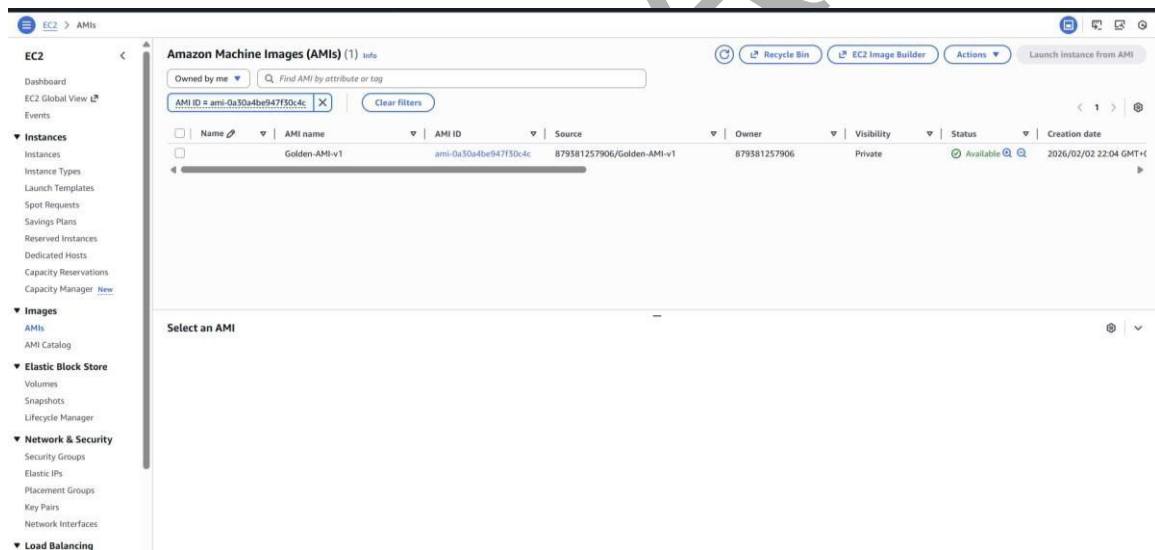 EC2 > AMIs
EC2
Dashboard
EC2 Global View
Events
Instances
Instances
Instance Types
Launch Templates
Spot Requests
Savings Plans
Reserved Instances
Dedicated Hosts
Capacity Reservations
Capacity Manager New
Images
AMIs
AMI Catalog
Elastic Block Store
Volumes
Snapshots
Lifecycle Manager
Network & Security
Security Groups
Elastic IPs
Placement Groups
Key Pairs
Network Interfaces
Load Balancing
Amazon Machine Images (AMIs) (1) Info
Recycle Bin EC2 Image Builder Actions Launch instance from AMI
Owned by me Find AMI by attribute or tag
AMI ID = ami-0a30a4be947f30c4c Clear filters
< 1 >
Name AMI name AMI ID Source Owner Visibility Status Creation date
Golden-AMI-v1 ami-0a30a4be947f30c4c 879381257906/Golden-AMI-v1 879381257906 Private Available 2026/02/02 22:04 GMT+
Select an AMI